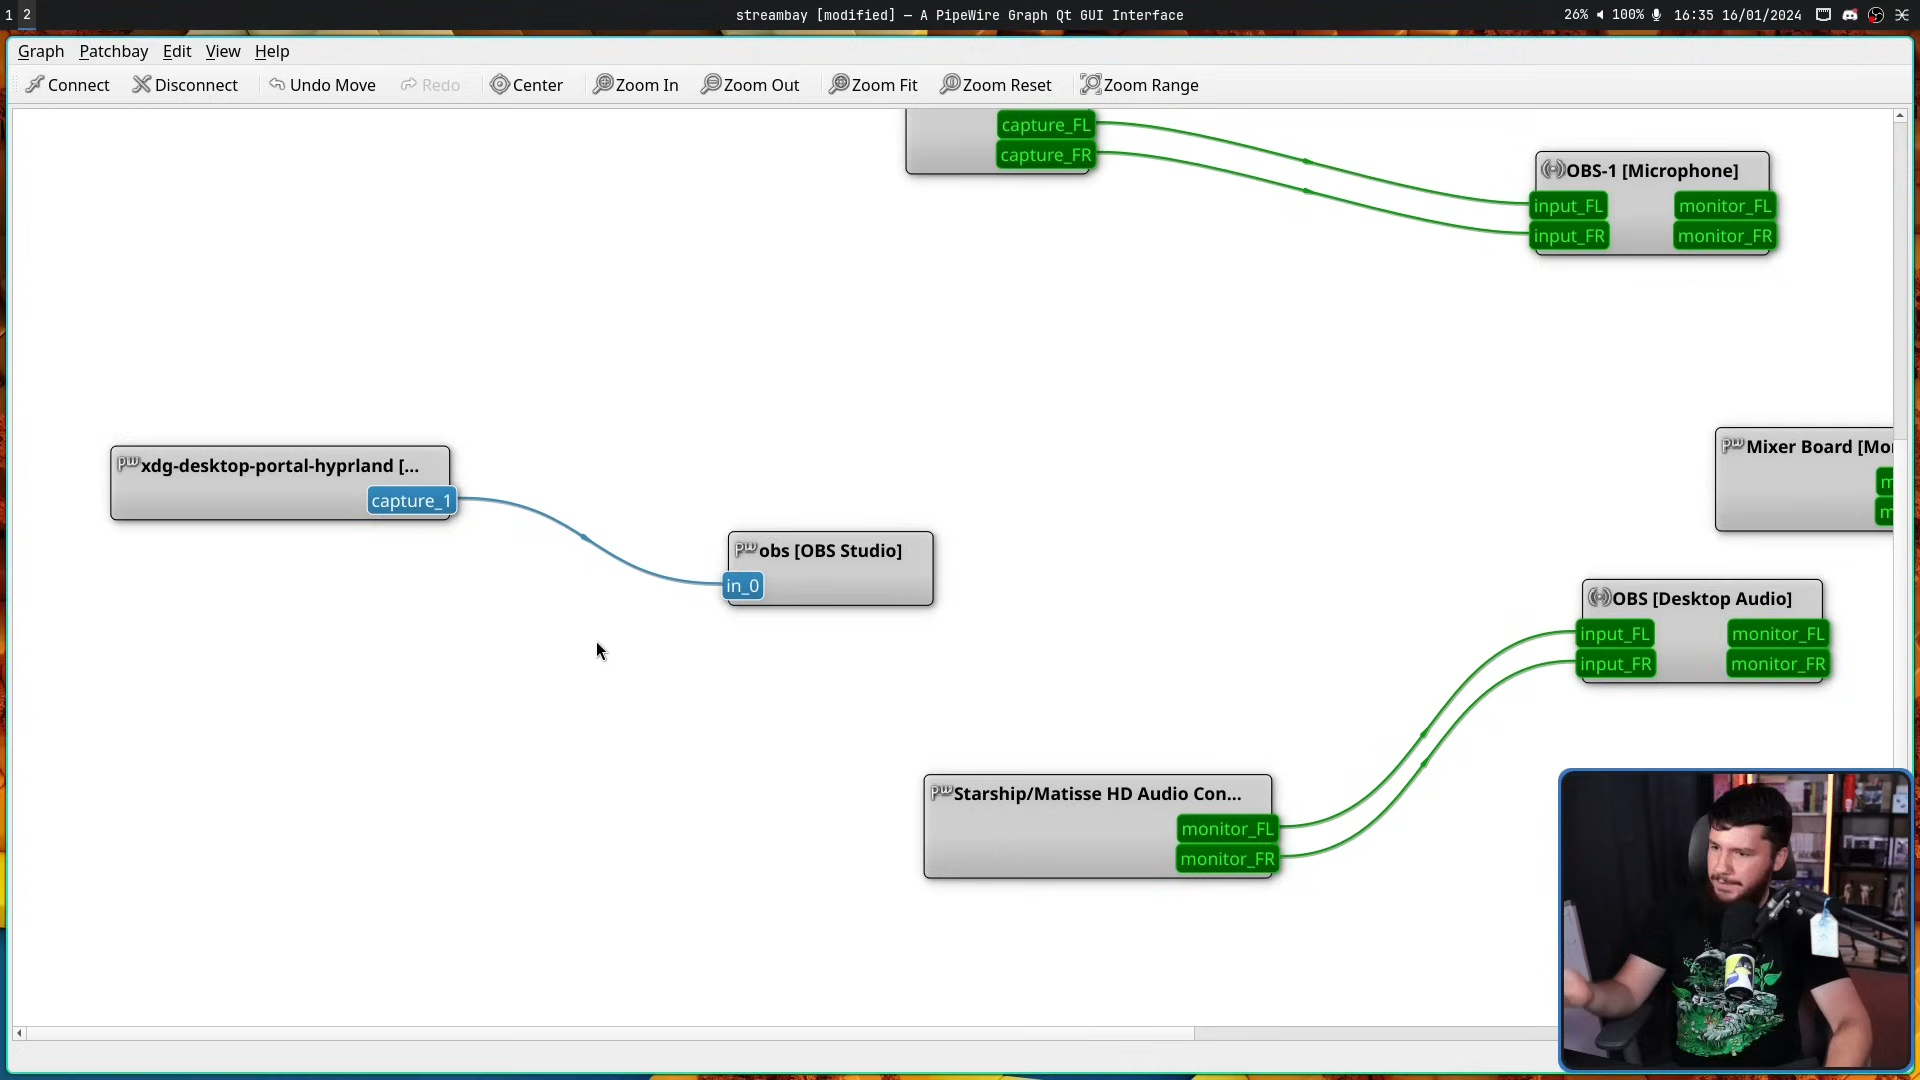 1 2
streambay [modified] — A PipeWire Graph Qt GUI Interface
26% 100% 16:35 16/01/2024
Graph Patchbay Edit View Help
Connect Disconnect Undo Move Redo Center Zoom In Zoom Out Zoom Fit Zoom Reset Zoom Range
capture_FL
capture_FR
OBS-1 [Microphone]
input_FL monitor_FL
input_FR monitor_FR
xdg-desktop-portal-hyprland [...
capture_1
pw obs [OBS Studio]
in_0
pw Mixer Board [Mo
m
m
OBS [Desktop Audio]
input_FL monitor_FL
input_FR monitor_FR
pw Starship/Matisse HD Audio Con...
monitor_FL
monitor_FR